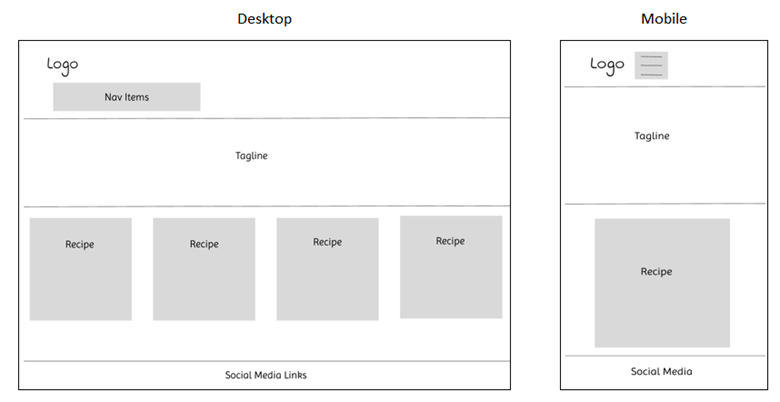 Desktop
Logo
Nav Items
Tagline
Recipe
Recipe
Recipe
Recipe
Social Media Links
Mobile
Logo
Tagline
Recipe
Social Media